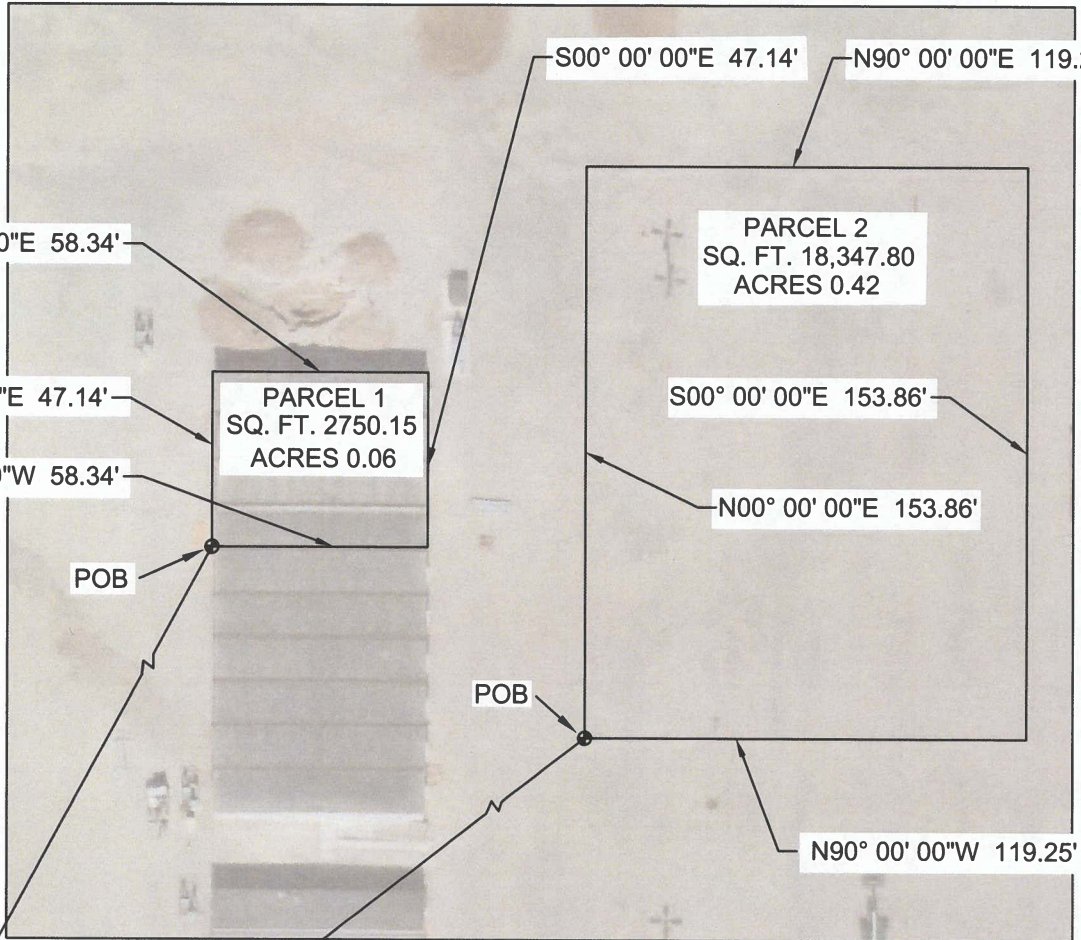 S00° 00' 00"E 47.14'
N90° 00' 00"E 119.2
0"E 58.34'
PARCEL 2
SQ. FT. 18,347.80
ACRES 0.42
"E 47.14'
PARCEL 1
SQ. FT. 2750.15
ACRES 0.06
S00° 00' 00"E 153.86'
"W 58.34'
N00° 00' 00"E 153.86'
POB
POB
N90° 00' 00"W 119.25'